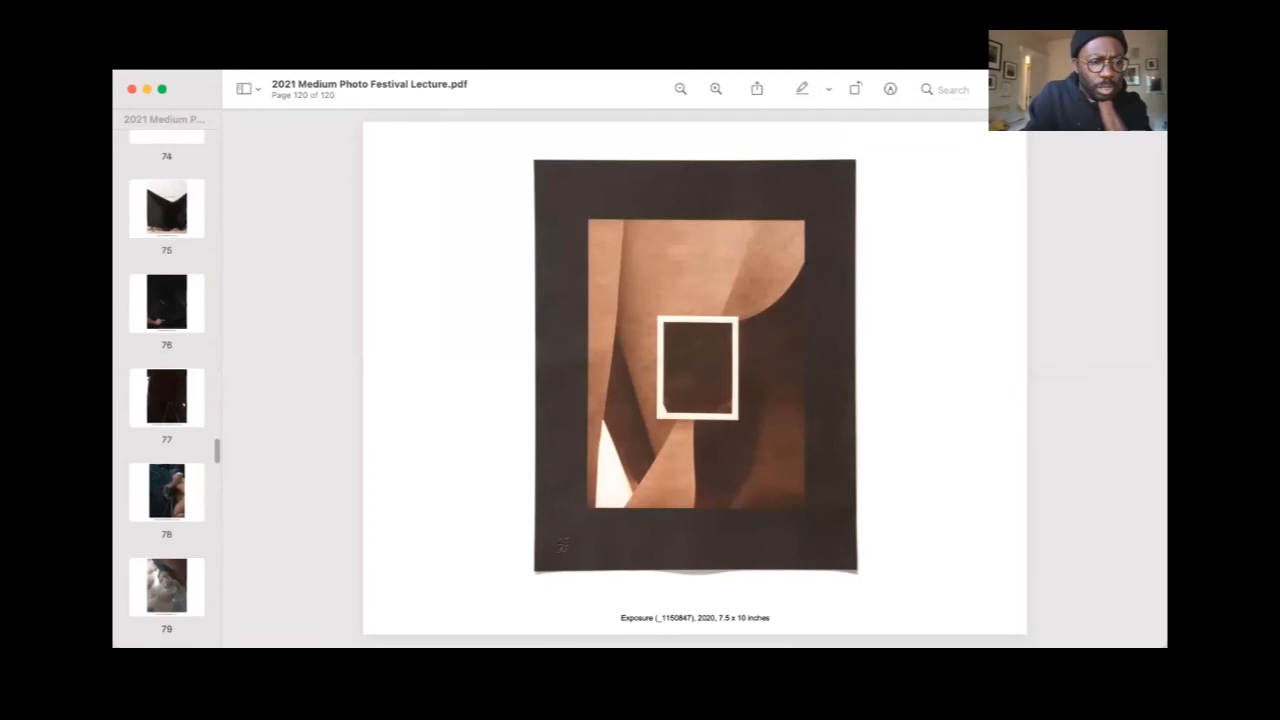 2021 Medium Photo Festival Lecture.pdf
Page 120 of 120
Search
2021 Medium P...
74
75
76
77
78
79
Exposure (_1150847), 2020, 7.5 x 10 inches